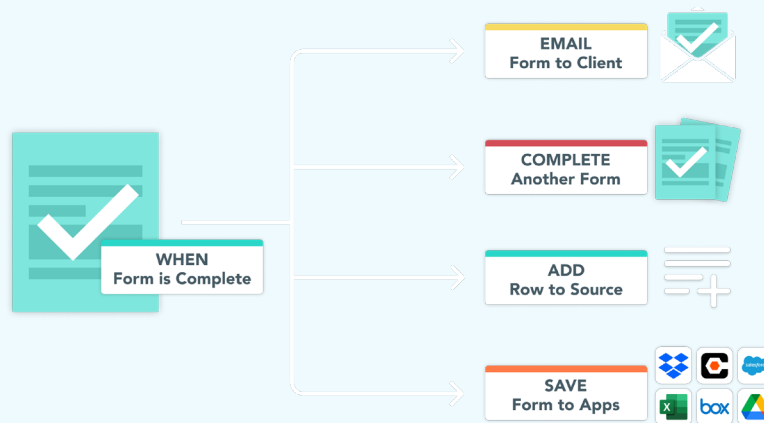 EMAIL
Form to Client
COMPLETE
Another Form
WHEN
Form is Complete
ADD
Row to Source
SAVE
Form to Apps
salesforce
box